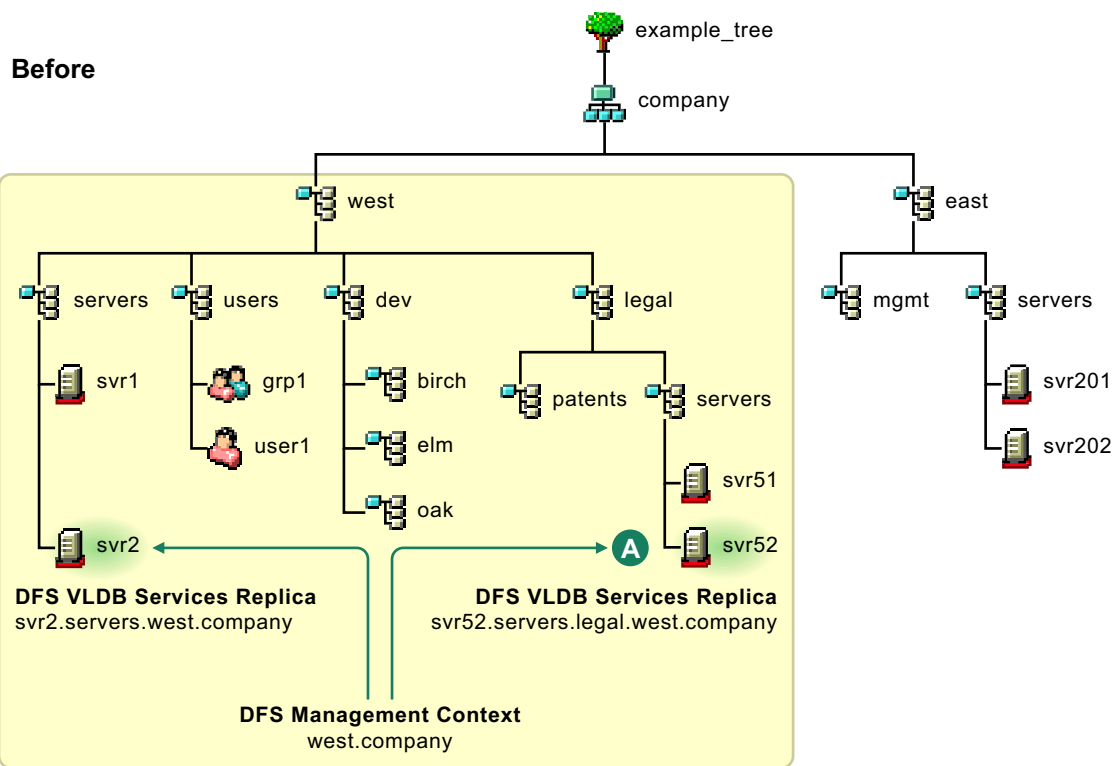 example_tree
Before
company
west
east
servers
users
dev
legal
mgmt
servers
svr1
grp1
birch
patents
servers
svr201
user1
elm
svr202
svr51
oak
svr2
A
svr52
DFS VLDB Services Replica
svr2.servers.west.company
DFS VLDB Services Replica
svr52.servers.legal.west.company
DFS Management Context
west.company